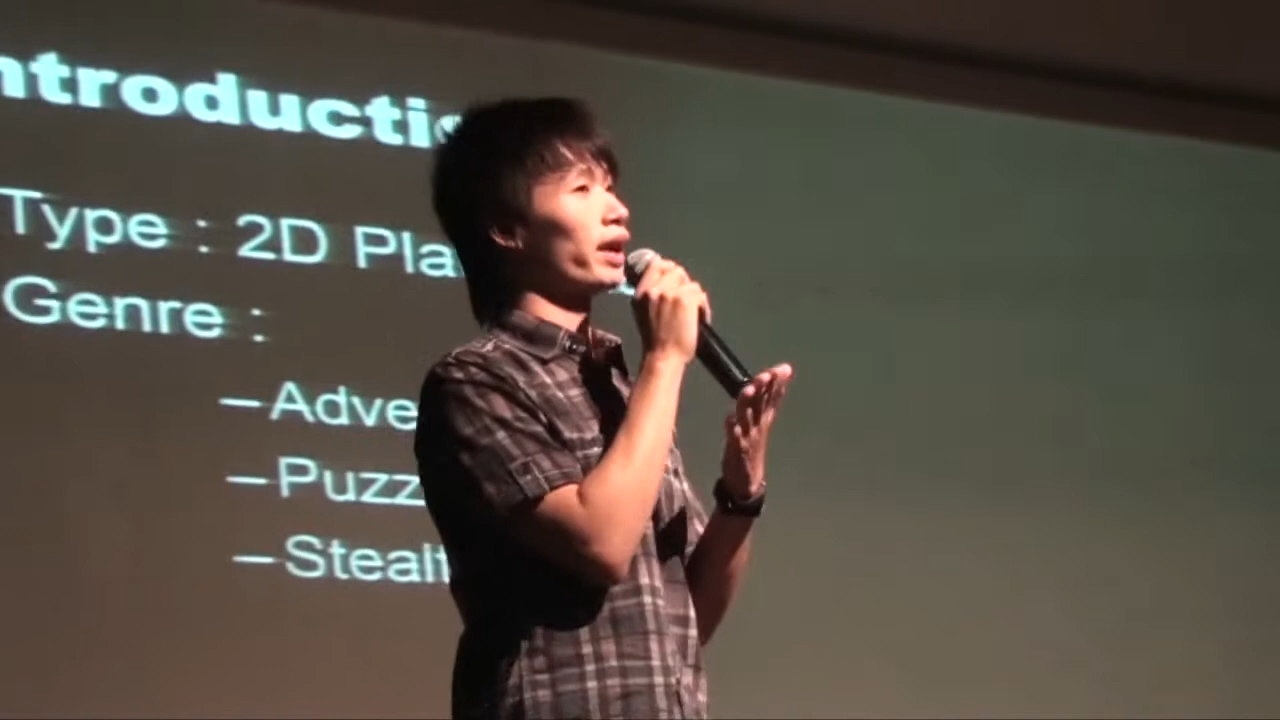 ntroducti
Type : 2D Pla
Genre :
–Adve
–Puzz
–Stealt